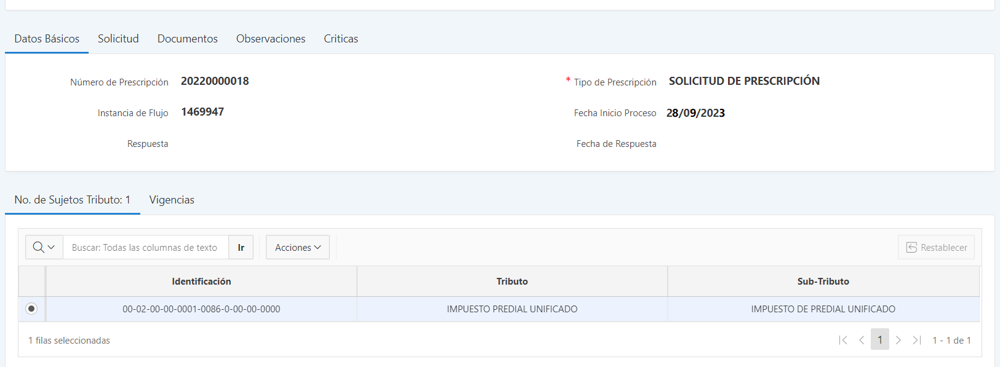 Datos Básicos Solicitud Documentos Observaciones Criticas
Número de Prescripción 20220000018 * Tipo de Prescripción SOLICITUD DE PRESCRIPCIÓN
Instancia de Flujo 1469947 Fecha Inicio Proceso 28/09/2023
Respuesta Fecha de Respuesta
No. de Sujetos Tributo: 1 Vigencias
Buscar: Todas las columnas de texto Ir Acciones Restablecer
Identificación Tributo Sub-Tributo
00-02-00-00-0001-0086-0-00-00-0000 IMPUESTO PREDIAL UNIFICADO IMPUESTO DE PREDIAL UNIFICADO
1 filas seleccionadas 1 1 - 1 de 1